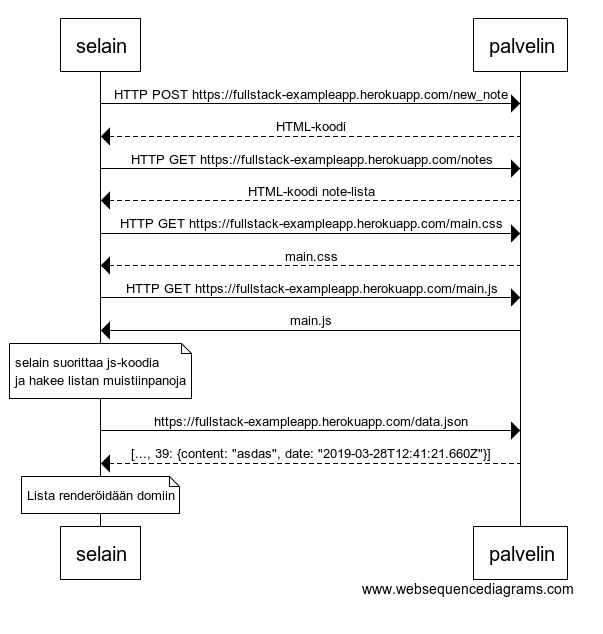 selain
palvelin
HTTP POST https://fullstack-exampleapp.herokuapp.com/new_note
HTML-koodi
HTTP GET https://fullstack-exampleapp.herokuapp.com/notes
HTML-koodi note-lista
HTTP GET https://fullstack-exampleapp.herokuapp.com/main.css
main.css
HTTP GET https://fullstack-exampleapp.herokuapp.com/main.js
main.js
selain suorittaa js-koodia
ja hakee listan muistiinpanoja
https://fullstack-exampleapp.herokuapp.com/data.json
[..., 39: {content: "asdas", date: "2019-03-28T12:41:21.660Z"}]
Lista renderöidään domiin
selain
palvelin
www.websequencediagrams.com